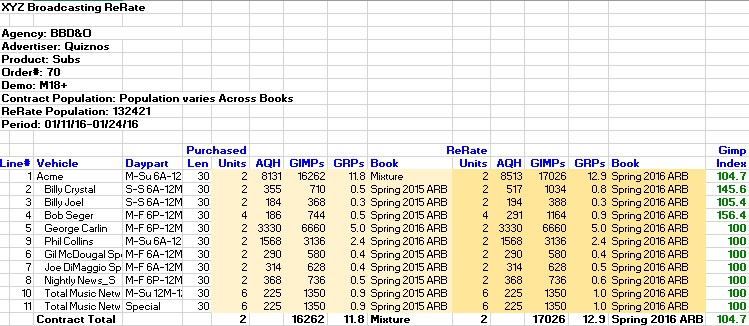 XYZ Broadcasting ReRate
Agency: BBD&O
Advertiser: Quiznos
Product: Subs
Order#: 70
Demo: M18+
Contract Population: Population varies Across Books
ReRate Population: 132421
Period: 01/11/16-01/24/16
Purchased ReRate Gimp
Line# Vehicle Daypart Len Units AQH GIMPs GRPs Book Units AQH GIMPs GRPs Book Index
1 Acme M-Su 6A-12 30 2 8131 16262 11.8 Mixture 2 8513 17026 12.9 Spring 2016 ARB 104.7
2 Billy Crystal S-S 6A-12M 30 2 355 710 0.5 Spring 2015 ARB 2 517 1034 0.8 Spring 2016 ARB 145.6
3 Billy Joel S-S 6A-12M 30 2 184 368 0.3 Spring 2015 ARB 2 194 388 0.3 Spring 2016 ARB 105.4
4 Bob Seger M-F 6P-12M 30 4 186 744 0.5 Spring 2015 ARB 4 291 1164 0.9 Spring 2016 ARB 156.4
5 George Carlin M-F 6P-12M 30 2 3330 6660 5.0 Spring 2016 ARB 2 3330 6660 5.0 Spring 2016 ARB 100
9 Phil Collins M-Su 6A-12 30 2 1568 3136 2.4 Spring 2016 ARB 2 1568 3136 2.4 Spring 2016 ARB 100
6 Gil McDougal Spo M-F 6A-12M 30 2 290 580 0.4 Spring 2016 ARB 2 290 580 0.4 Spring 2016 ARB 100
7 Joe DiMaggio Sp M-F 6A-12M 30 2 314 628 0.4 Spring 2016 ARB 2 314 628 0.5 Spring 2016 ARB 100
8 Nightly News_S M-F 6P-12M 30 2 368 736 0.5 Spring 2016 ARB 2 368 736 0.6 Spring 2016 ARB 100
10 Total Music Netw M-Su 12M-1 30 6 225 1350 0.9 Spring 2016 ARB 6 225 1350 1.0 Spring 2016 ARB 100
11 Total Music Netw Special 30 6 225 1350 0.9 Spring 2016 ARB 6 225 1350 1.0 Spring 2016 ARB 100
Contract Total 2 16262 11.8 Mixture 2 17026 12.9 Spring 2016 ARB 104.7